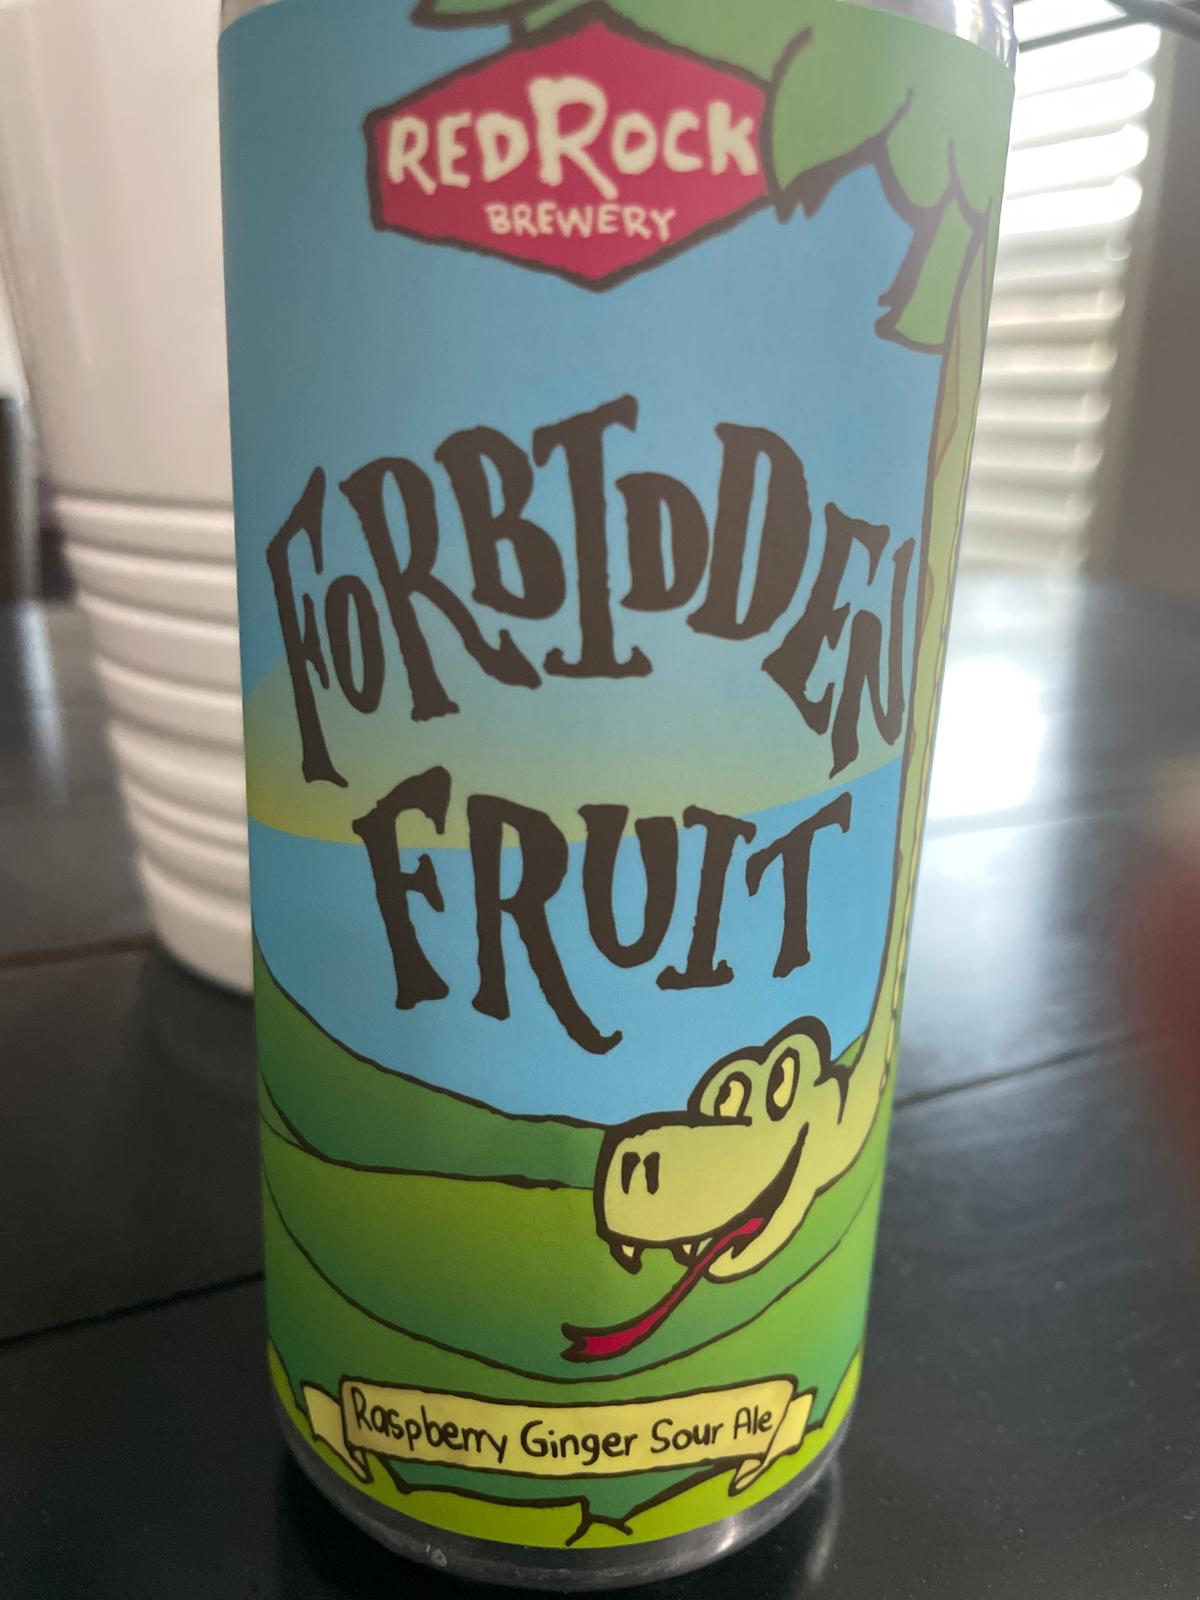 REDROCK
BREWERY
FORBIDDEN
FRUIT
Raspberry Ginger Sour Ale